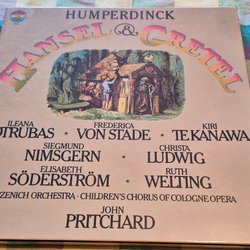 HUMPERDINCK
HANSEL & GRETEL
ILEANA FREDERICA KIRI
COTRUBAS · VON STADE · TE KANAWA
SIEGMUND CHRISTA
NIMSGERN · LUDWIG
ELISABETH RUTH
SÖDERSTRÖM · WELTING
GÜRZENICH ORCHESTRA · CHILDREN'S CHORUS OF COLOGNE OPERA
JOHN
PRITCHARD